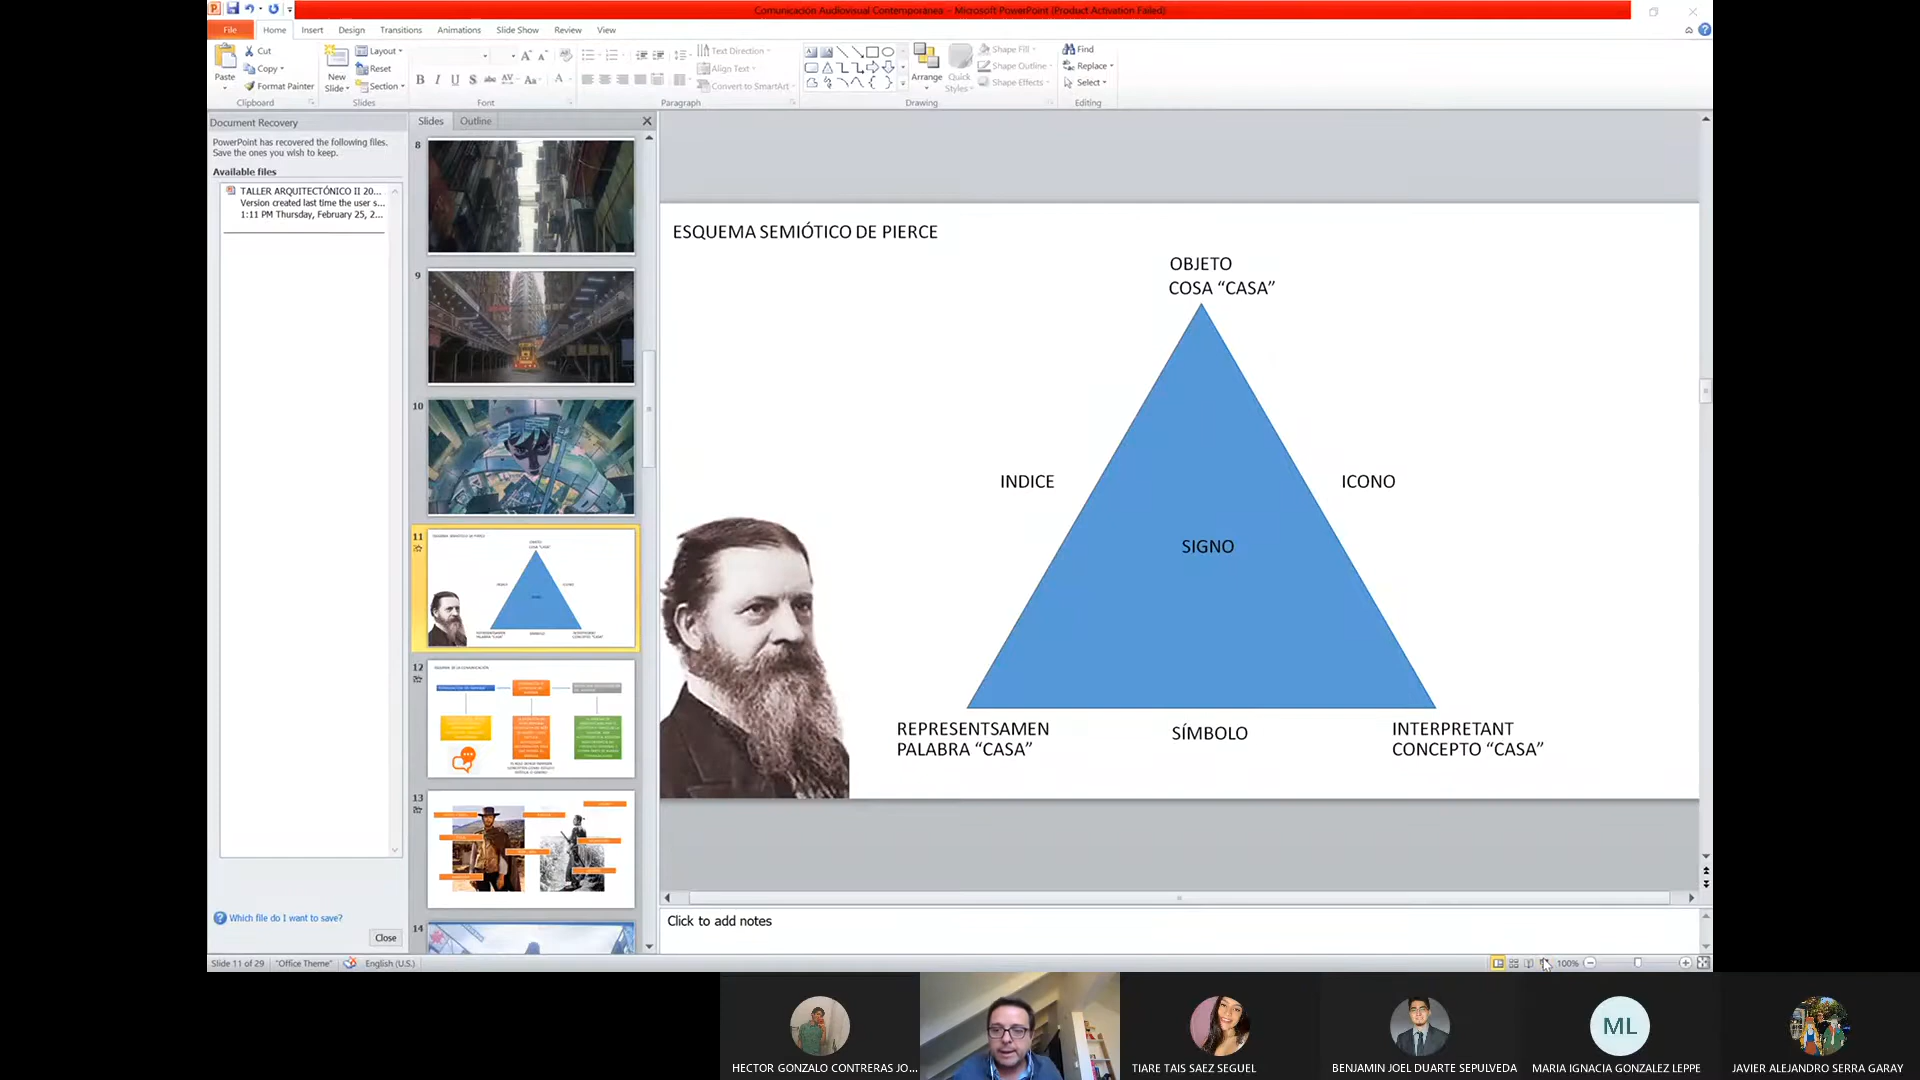 Comunicación Audiovisual Contemporánea - Microsoft PowerPoint (Product Activation Failed)
File Home Insert Design Transitions Animations Slide Show Review View
Cut
Copy
Format Painter
Paste
Clipboard
New
Slide
Layout
Reset
Section
Slides
Font
Text Direction
Align Text
Convert to SmartArt
Paragraph
Arrange
Quick
Styles
Shape Fill
Shape Outline
Shape Effects
Drawing
Find
Replace
Select
Editing
Document Recovery
PowerPoint has recovered the following files.
Save the ones you wish to keep.
Available files
TALLER ARQUITECTÓNICO II 20...
Version created last time the user s...
1:11 PM Thursday, February 25, 2...
Which file do I want to save?
Close
Slides Outline
8
9
10
11
12
13
14
ESQUEMA SEMIÓTICO DE PIERCE
OBJETO
COSA “CASA”
INDICE
ICONO
SIGNO
REPRESENTSAMEN
PALABRA “CASA”
SÍMBOLO
INTERPRETANT
CONCEPTO “CASA”
Click to add notes
Slide 11 of 29 "Office Theme" English (U.S.) 100%
HECTOR GONZALO CONTRERAS JO...
TIARE TAIS SAEZ SEGUEL
BENJAMIN JOEL DUARTE SEPULVEDA
ML
MARIA IGNACIA GONZALEZ LEPPE
JAVIER ALEJANDRO SERRA GARAY